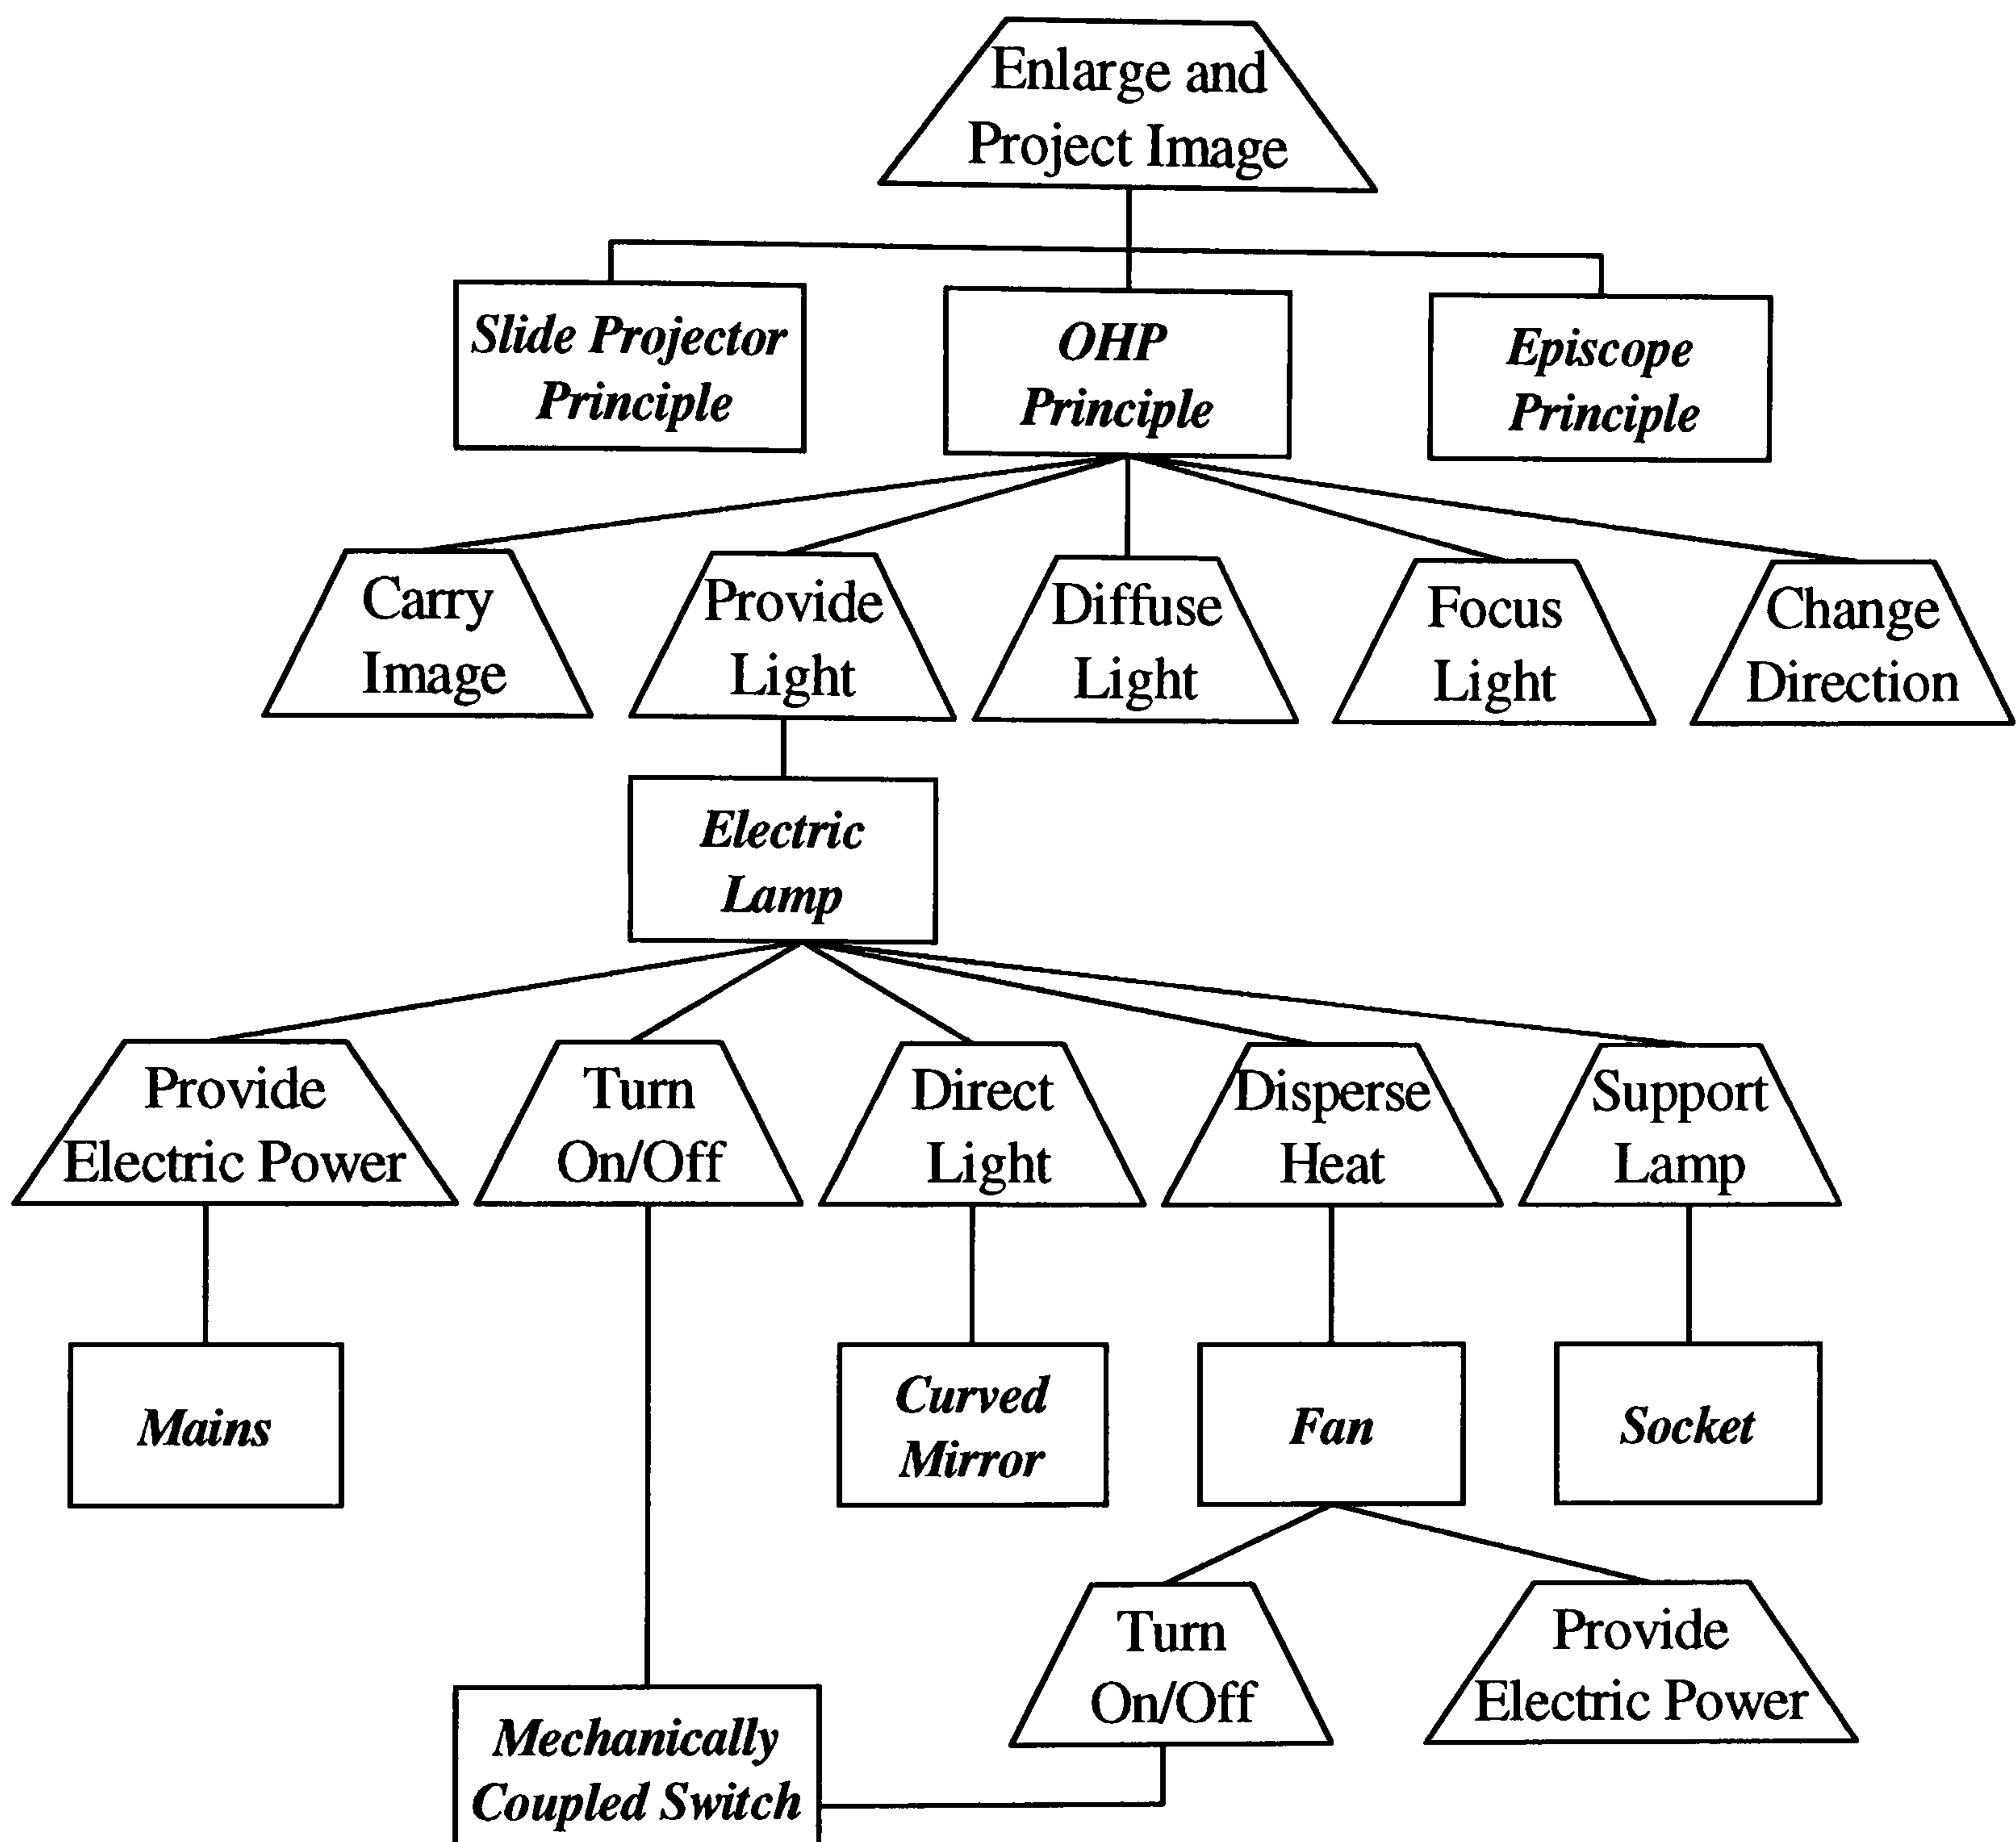 Enlarge and
Project Image
Slide Projector
Principle
OHP
Principle
Episcope
Principle
Carry
Image
Provide
Light
Diffuse
Light
Focus
Light
Change
Direction
Electric
Lamp
Provide
Electric Power
Turn
On/Off
Direct
Light
Disperse
Heat
Support
Lamp
Mains
Curved
Mirror
Fan
Socket
Turn
On/Off
Provide
Electric Power
Mechanically
Coupled Switch